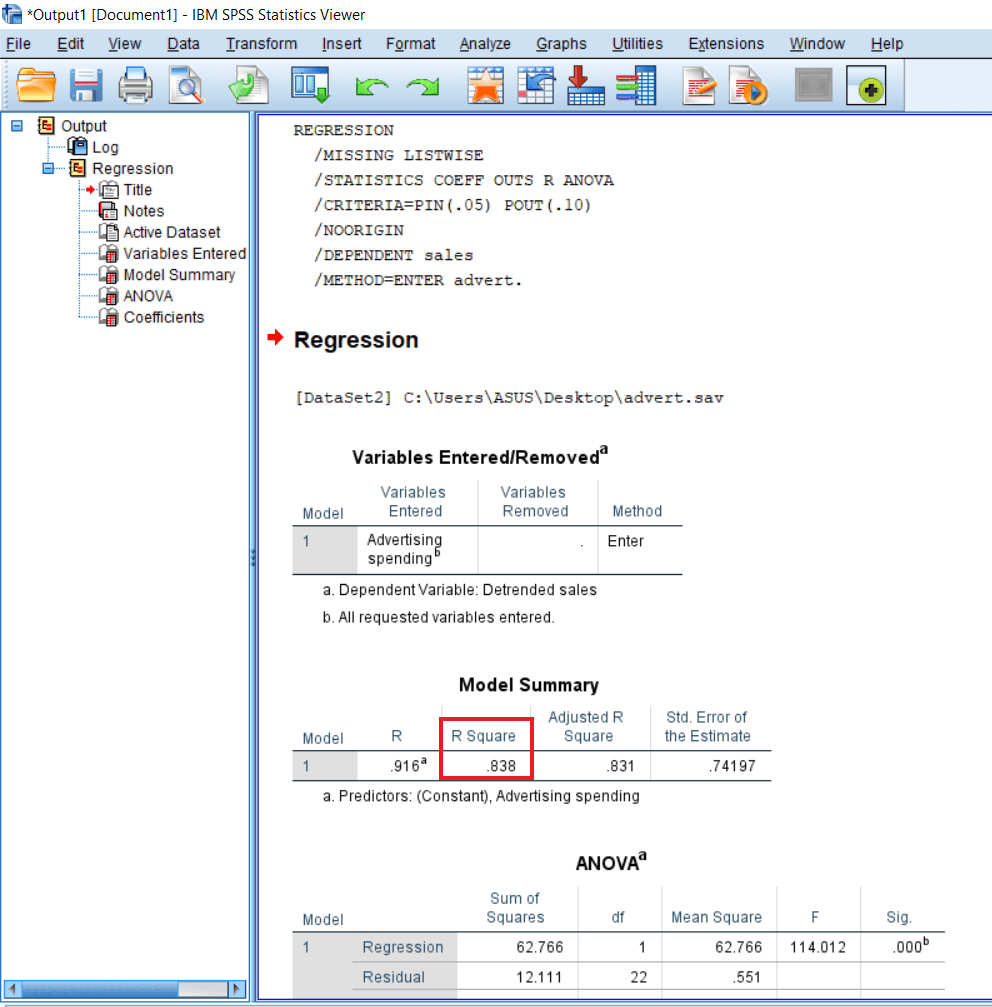 *Output1 [Document1] - IBM SPSS Statistics Viewer
File Edit View Data Transform Insert Format Analyze Graphs Utilities Extensions Window Help
Output
Log
Regression
Title
Notes
Active Dataset
Variables Entered
Model Summary
ANOVA
Coefficients
REGRESSION
/MISSING LISTWISE
/STATISTICS COEFF OUTS R ANOVA
/CRITERIA=PIN(.05) POUT(.10)
/NOORIGIN
/DEPENDENT sales
/METHOD=ENTER advert.
Regression
[DataSet2] C:\Users\ASUS\Desktop\advert.sav
Variables Entered/Removedᵃ
Model Variables Entered Variables Removed Method
1 Advertising spendingᵇ . Enter
a. Dependent Variable: Detrended sales
b. All requested variables entered.
Model Summary
Model R R Square Adjusted R Square Std. Error of the Estimate
1 .916ᵃ .838 .831 .74197
a. Predictors: (Constant), Advertising spending
ANOVAᵃ
Model Sum of Squares df Mean Square F Sig.
1 Regression 62.766 1 62.766 114.012 .000ᵇ
Residual 12.111 22 .551